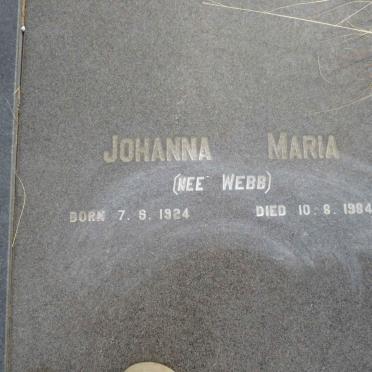 JOHANNA MARIA
(NEE WEBB)
BORN 7. 6. 1924 DIED 10. 8. 1984